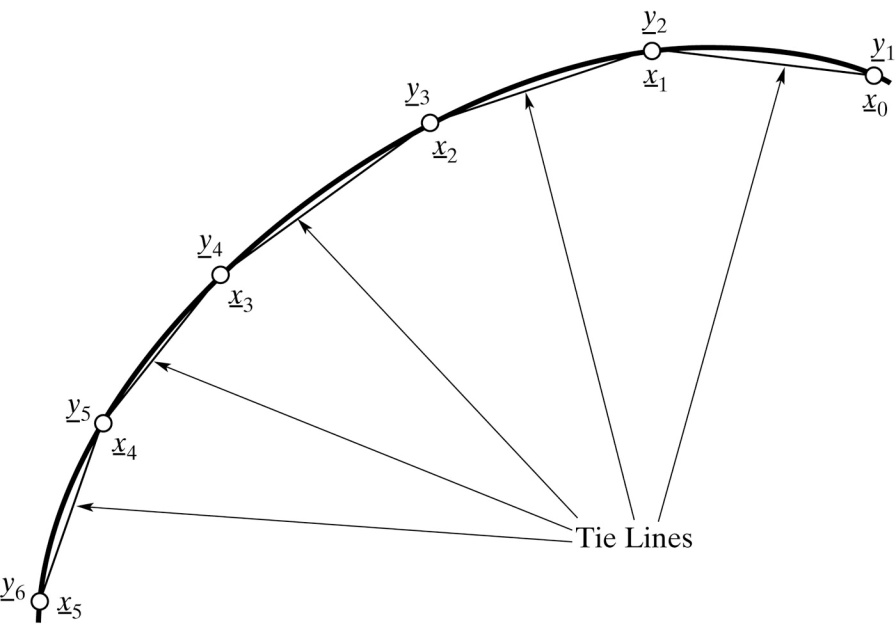 y₂
y₁
x₁
x₀
y₃
x₂
y₄
x₃
y₅
x₄
Tie Lines
y₆
x₅